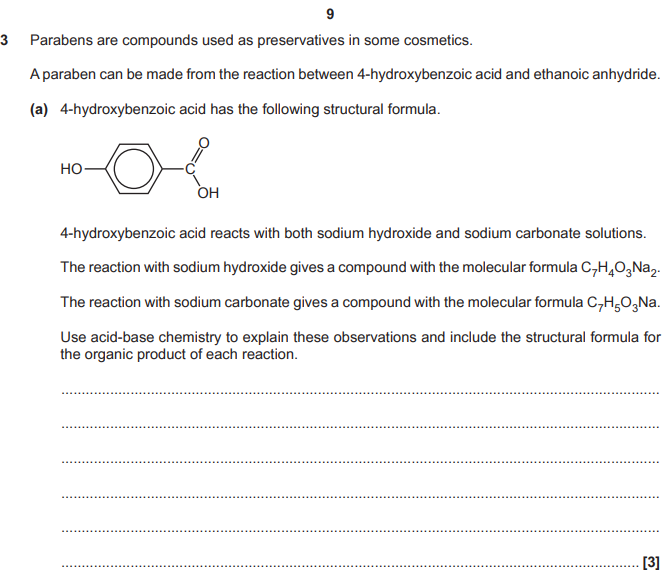 9
3 Parabens are compounds used as preservatives in some cosmetics.
A paraben can be made from the reaction between 4-hydroxybenzoic acid and ethanoic anhydride.
(a) 4-hydroxybenzoic acid has the following structural formula.
O
HO C
OH
4-hydroxybenzoic acid reacts with both sodium hydroxide and sodium carbonate solutions.
The reaction with sodium hydroxide gives a compound with the molecular formula C₇H₄O₃Na₂.
The reaction with sodium carbonate gives a compound with the molecular formula C₇H₅O₃Na.
Use acid-base chemistry to explain these observations and include the structural formula for
the organic product of each reaction.
[3]